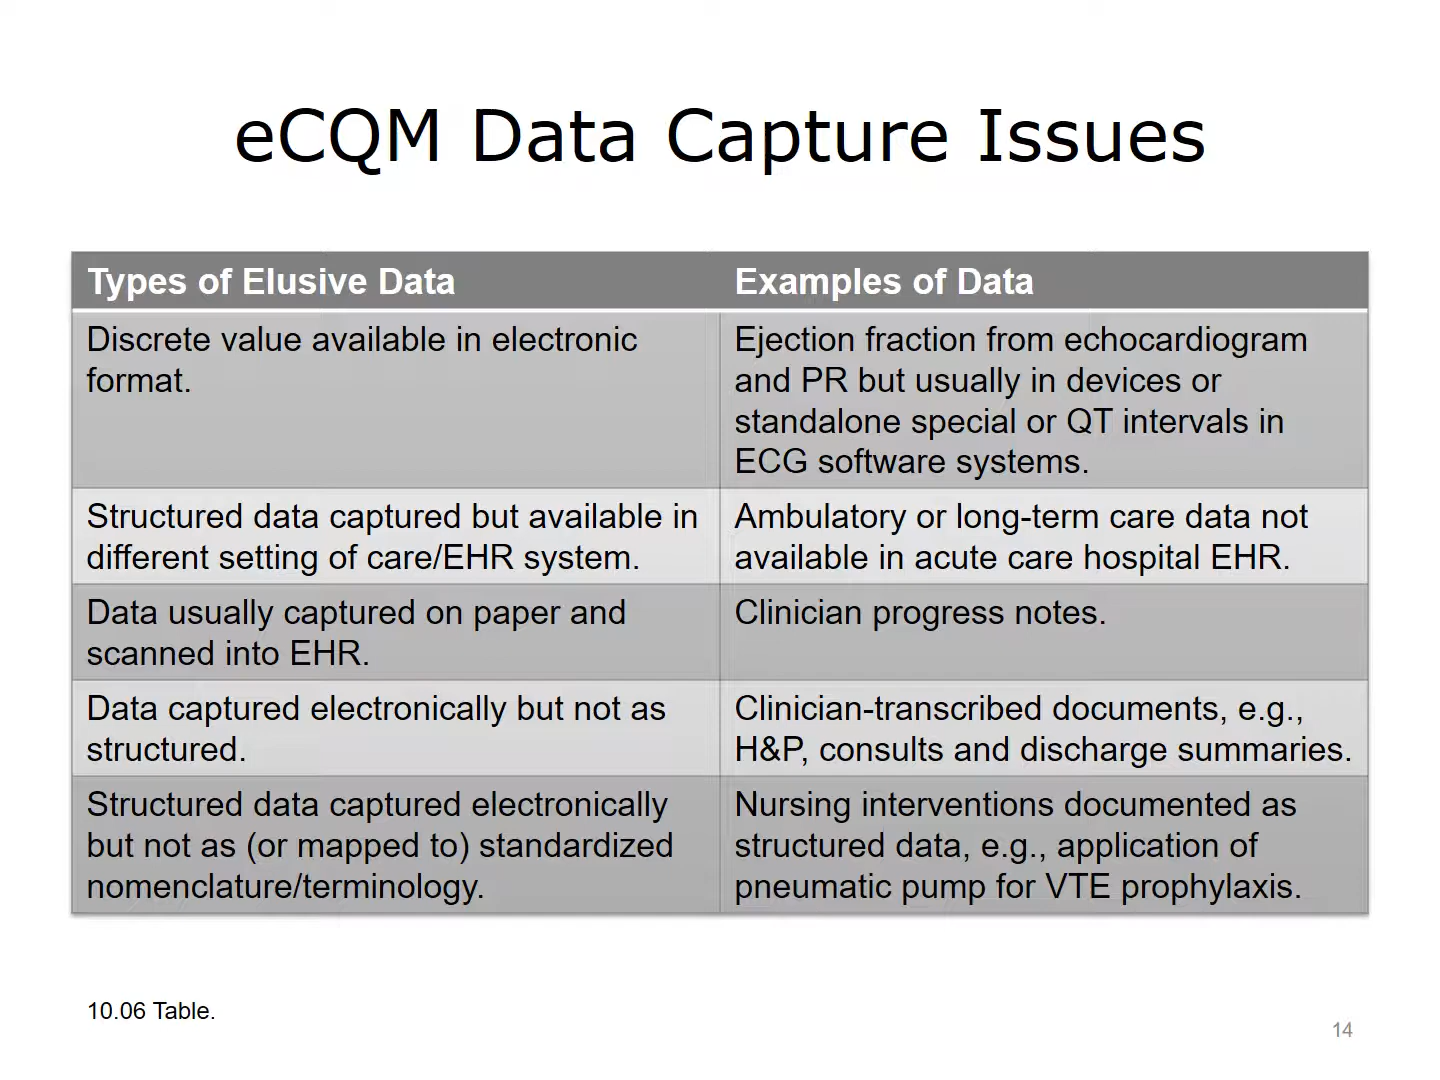 eCQM Data Capture Issues
Types of Elusive Data
Examples of Data
Discrete value available in electronic
format.
Ejection fraction from echocardiogram
and PR but usually in devices or
standalone special or QT intervals in
ECG software systems.
Structured data captured but available in
different setting of care/EHR system.
Ambulatory or long-term care data not
available in acute care hospital EHR.
Data usually captured on paper and
scanned into EHR.
Clinician progress notes.
Data captured electronically but not as
structured.
Clinician-transcribed documents, e.g.,
H&P, consults and discharge summaries.
Structured data captured electronically
but not as (or mapped to) standardized
nomenclature/terminology.
Nursing interventions documented as
structured data, e.g., application of
pneumatic pump for VTE prophylaxis.
10.06 Table.
14